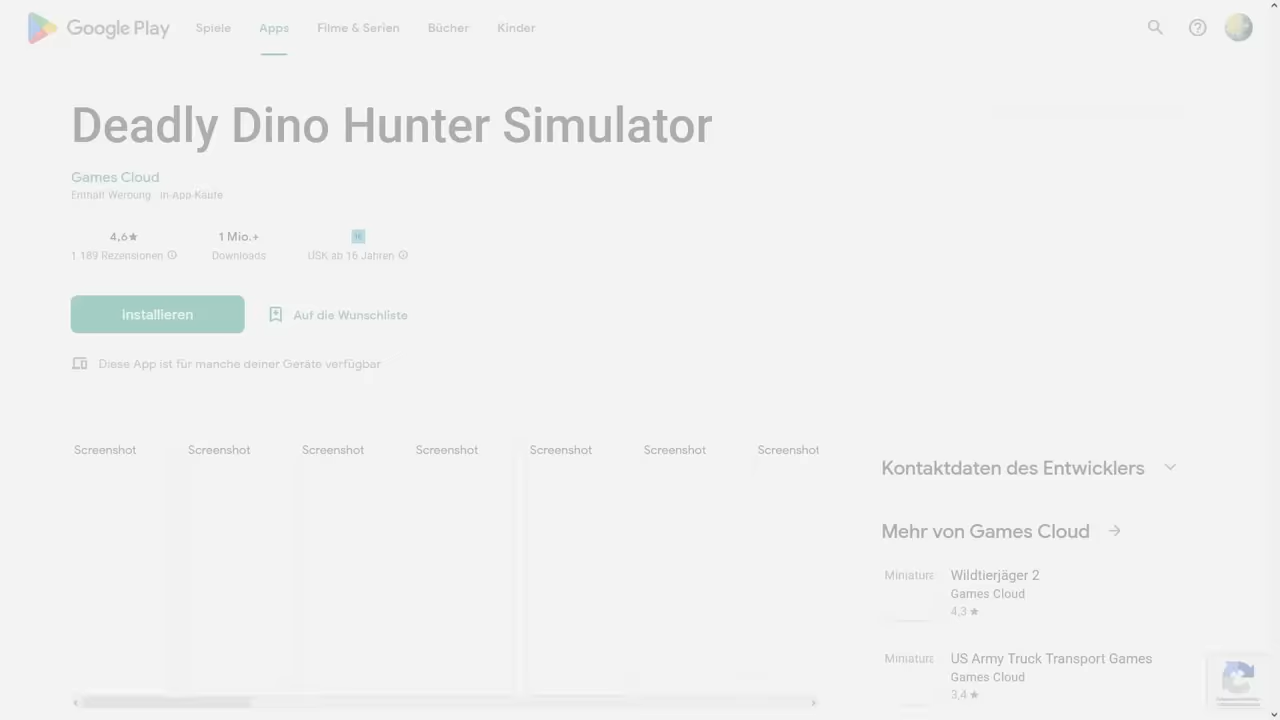 Google Play
Spiele
Apps
Filme & Serien
Bücher
Kinder
Deadly Dino Hunter Simulator
Games Cloud
Enthält Werbung · In-App-Käufe
4,6★
1 Mio.+
16
1 189 Rezensionen
Downloads
USK ab 16 Jahren
Installieren
Auf die Wunschliste
Diese App ist für manche deiner Geräte verfügbar
Screenshot
Screenshot
Screenshot
Screenshot
Screenshot
Screenshot
Screenshot
Kontaktdaten des Entwicklers
Mehr von Games Cloud
Miniatura
Wildtierjäger 2
Games Cloud
4,3 ★
Miniatura
US Army Truck Transport Games
Games Cloud
3,4 ★